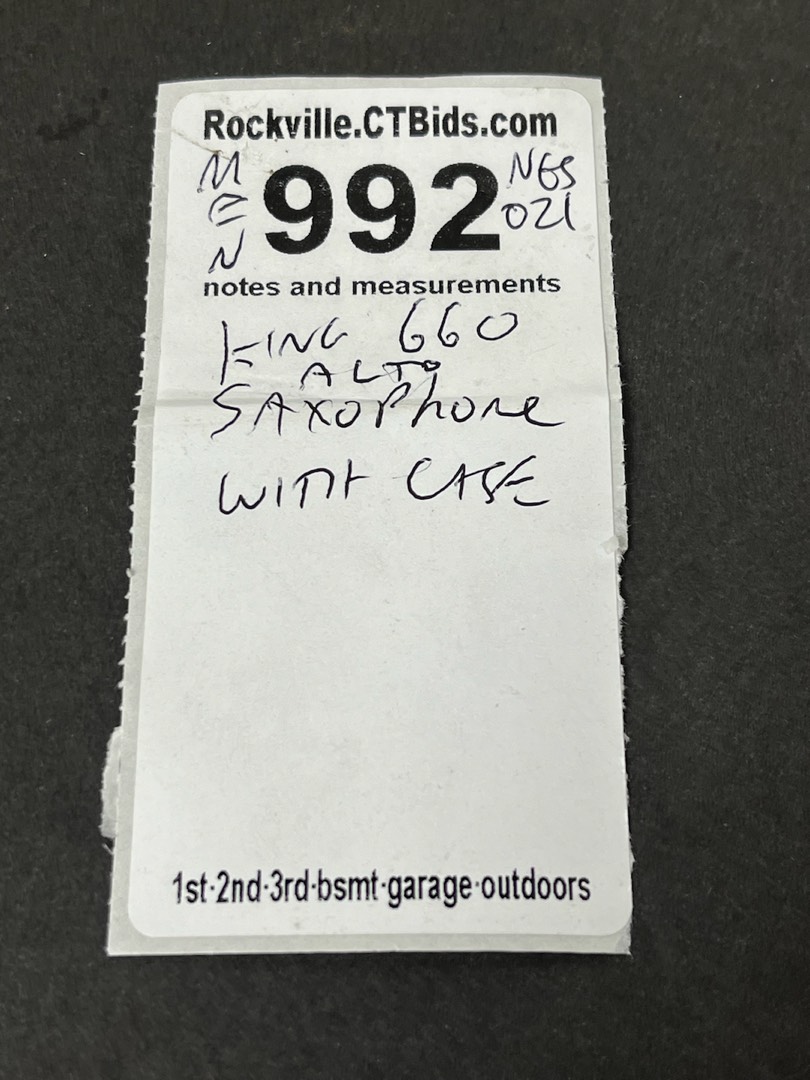 Rockville.CTBids.com
MEN 992 NGS 021
notes and measurements
KING 660
ALTO
SAXOPhone
WITH CASE
1st·2nd·3rd·bsmt·garage·outdoors